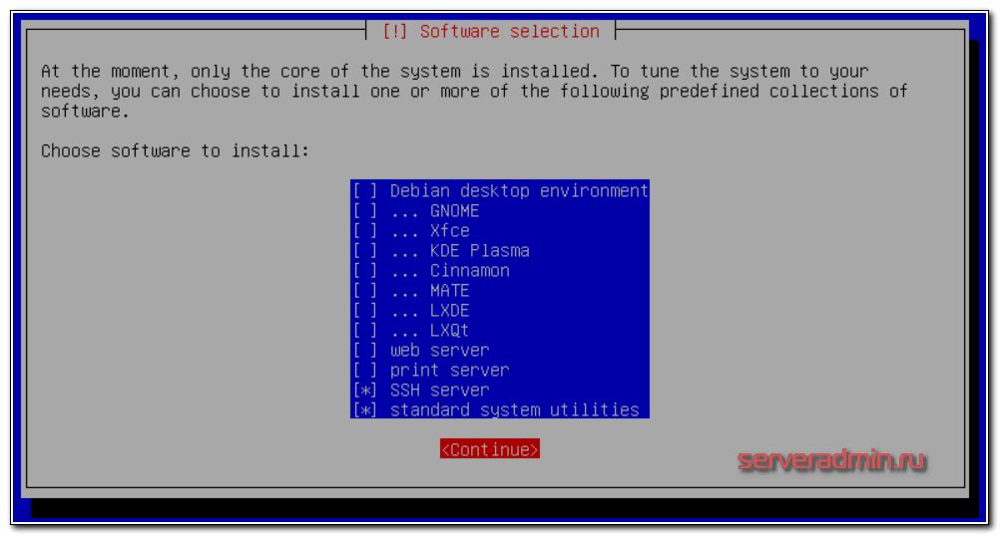 [!] Software selection
At the moment, only the core of the system is installed. To tune the system to your
needs, you can choose to install one or more of the following predefined collections of
software.
Choose software to install:
[ ] Debian desktop environment
[ ] ... GNOME
[ ] ... Xfce
[ ] ... KDE Plasma
[ ] ... Cinnamon
[ ] ... MATE
[ ] ... LXDE
[ ] ... LXQt
[ ] web server
[ ] print server
[*] SSH server
[*] standard system utilities
<Continue>
serveradmin.ru